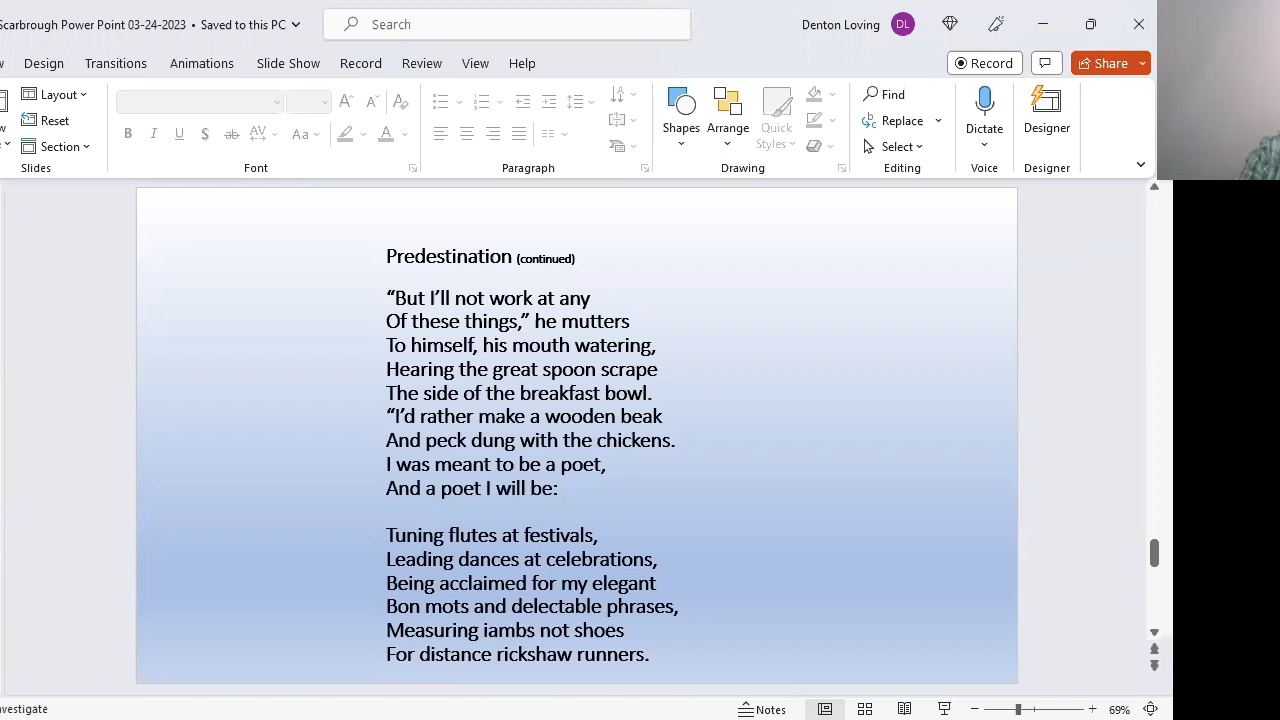 Scarbrough Power Point 03-24-2023 • Saved to this PC
Search
Denton Loving
DL
Design Transitions Animations Slide Show Record Review View Help
Record
Share
Layout
Reset
Section
Slides
B I U S ab AV Aa A
Font
Paragraph
Shapes
Arrange
Quick
Styles
Drawing
Find
Replace
Select
Editing
Dictate
Voice
Designer
Designer
Predestination (continued)
“But I’ll not work at any
Of these things,” he mutters
To himself, his mouth watering,
Hearing the great spoon scrape
The side of the breakfast bowl.
“I’d rather make a wooden beak
And peck dung with the chickens.
I was meant to be a poet,
And a poet I will be:
Tuning flutes at festivals,
Leading dances at celebrations,
Being acclaimed for my elegant
Bon mots and delectable phrases,
Measuring iambs not shoes
For distance rickshaw runners.
nvestigate
Notes
69%